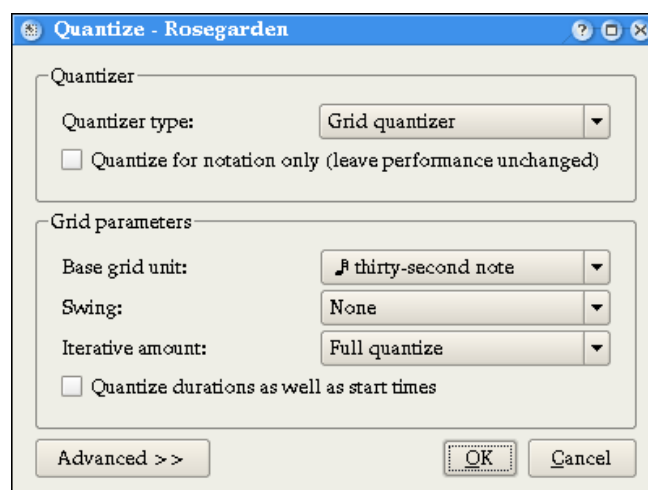 Quantize - Rosegarden
Quantizer
Quantizer type: Grid quantizer
Quantize for notation only (leave performance unchanged)
Grid parameters
Base grid unit: thirty-second note
Swing: None
Iterative amount: Full quantize
Quantize durations as well as start times
Advanced >> OK Cancel